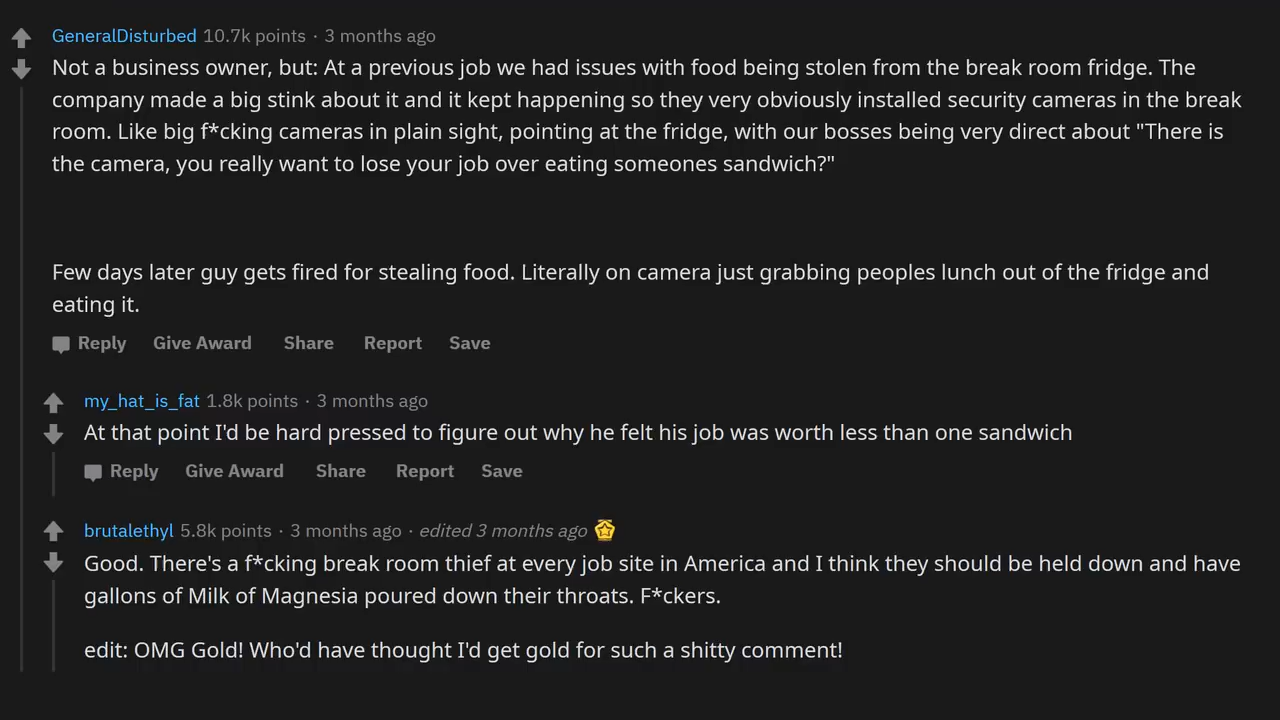 GeneralDisturbed 10.7k points · 3 months ago
Not a business owner, but: At a previous job we had issues with food being stolen from the break room fridge. The
company made a big stink about it and it kept happening so they very obviously installed security cameras in the break
room. Like big f*cking cameras in plain sight, pointing at the fridge, with our bosses being very direct about "There is
the camera, you really want to lose your job over eating someones sandwich?"
Few days later guy gets fired for stealing food. Literally on camera just grabbing peoples lunch out of the fridge and
eating it.
Reply Give Award Share Report Save
my_hat_is_fat 1.8k points · 3 months ago
At that point I'd be hard pressed to figure out why he felt his job was worth less than one sandwich
Reply Give Award Share Report Save
brutalethyl 5.8k points · 3 months ago · edited 3 months ago
Good. There's a f*cking break room thief at every job site in America and I think they should be held down and have
gallons of Milk of Magnesia poured down their throats. F*ckers.
edit: OMG Gold! Who'd have thought I'd get gold for such a shitty comment!